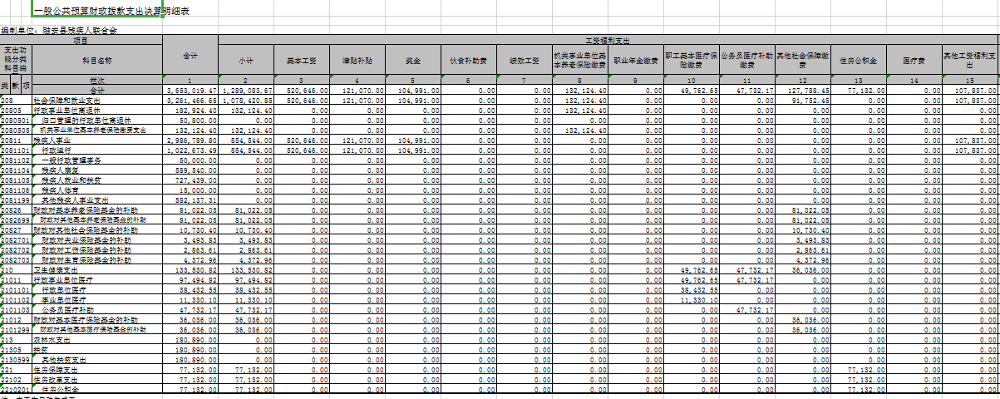 一般公共预算财政拨款支出决算明细表
项目 合计 工资福利支出
支出功能分类科目编 科目名称 小计 基本工资 津贴补贴 奖金 伙食补助费 绩效工资 机关事业单位基本养老保险缴费 职业年金缴费 职工基本医疗保险缴费 公务员医疗补助缴费 其他社会保障缴费 住房公积金 医疗费 其他工资福利支出
类 款 项 栏次 1 2 3 4 5 6 7 8 9 10 11 12 13 14 15
合计 3,653,019.47 1,289,083.67 520,646.00 121,070.00 104,991.00 0.00 0.00 132,124.40 0.00 49,762.65 47,732.17 127,788.45 77,132.00 0.00 107,837.00
208 社会保障和就业支出 3,261,466.65 1,078,420.85 520,646.00 121,070.00 104,991.00 0.00 0.00 132,124.40 0.00 0.00 0.00 91,752.45 0.00 0.00 107,837.00
20805 行政事业单位离退休 182,924.40 132,124.40 0.00 0.00 0.00 0.00 0.00 132,124.40 0.00 0.00 0.00 0.00 0.00 0.00 0.00
2080501 归口管理的行政单位离退休 50,800.00 0.00 0.00 0.00 0.00 0.00 0.00 0.00 0.00 0.00 0.00 0.00 0.00 0.00 0.00
2080505 机关事业单位基本养老保险缴费支出 132,124.40 132,124.40 0.00 0.00 0.00 0.00 0.00 132,124.40 0.00 0.00 0.00 0.00 0.00 0.00 0.00
20811 残疾人事业 2,986,789.80 854,544.00 520,646.00 121,070.00 104,991.00 0.00 0.00 0.00 0.00 0.00 0.00 0.00 0.00 0.00 107,837.00
2081101 行政运行 1,022,673.49 854,544.00 520,646.00 121,070.00 104,991.00 0.00 0.00 0.00 0.00 0.00 0.00 0.00 0.00 0.00 107,837.00
2081102 一般行政管理事务 50,000.00 0.00 0.00 0.00 0.00 0.00 0.00 0.00 0.00 0.00 0.00 0.00 0.00 0.00 0.00
2081104 残疾人康复 589,540.00 0.00 0.00 0.00 0.00 0.00 0.00 0.00 0.00 0.00 0.00 0.00 0.00 0.00 0.00
2081105 残疾人就业和扶贫 727,439.00 0.00 0.00 0.00 0.00 0.00 0.00 0.00 0.00 0.00 0.00 0.00 0.00 0.00 0.00
2081106 残疾人体育 15,000.00 0.00 0.00 0.00 0.00 0.00 0.00 0.00 0.00 0.00 0.00 0.00 0.00 0.00 0.00
2081199 其他残疾人事业支出 582,137.31 0.00 0.00 0.00 0.00 0.00 0.00 0.00 0.00 0.00 0.00 0.00 0.00 0.00 0.00
20826 财政对基本养老保险基金的补助 81,022.05 81,022.05 0.00 0.00 0.00 0.00 0.00 0.00 0.00 0.00 0.00 81,022.05 0.00 0.00 0.00
2082699 财政对其他基本养老保险基金的补助 81,022.05 81,022.05 0.00 0.00 0.00 0.00 0.00 0.00 0.00 0.00 0.00 81,022.05 0.00 0.00 0.00
20827 财政对其他社会保险基金的补助 10,730.40 10,730.40 0.00 0.00 0.00 0.00 0.00 0.00 0.00 0.00 0.00 10,730.40 0.00 0.00 0.00
2082701 财政对失业保险基金的补助 3,493.83 3,493.83 0.00 0.00 0.00 0.00 0.00 0.00 0.00 0.00 0.00 3,493.83 0.00 0.00 0.00
2082702 财政对工伤保险基金的补助 2,863.61 2,863.61 0.00 0.00 0.00 0.00 0.00 0.00 0.00 0.00 0.00 2,863.61 0.00 0.00 0.00
2082703 财政对生育保险基金的补助 4,372.96 4,372.96 0.00 0.00 0.00 0.00 0.00 0.00 0.00 0.00 0.00 4,372.96 0.00 0.00 0.00
210 卫生健康支出 133,530.82 133,530.82 0.00 0.00 0.00 0.00 0.00 0.00 0.00 49,762.65 47,732.17 36,036.00 0.00 0.00 0.00
21011 行政事业单位医疗 97,494.82 97,494.82 0.00 0.00 0.00 0.00 0.00 0.00 0.00 49,762.65 47,732.17 0.00 0.00 0.00 0.00
2101101 行政单位医疗 38,432.55 38,432.55 0.00 0.00 0.00 0.00 0.00 0.00 0.00 38,432.55 0.00 0.00 0.00 0.00 0.00
2101102 事业单位医疗 11,330.10 11,330.10 0.00 0.00 0.00 0.00 0.00 0.00 0.00 11,330.10 0.00 0.00 0.00 0.00 0.00
2101103 公务员医疗补助 47,732.17 47,732.17 0.00 0.00 0.00 0.00 0.00 0.00 0.00 0.00 47,732.17 0.00 0.00 0.00 0.00
21012 财政对基本医疗保险基金的补助 36,036.00 36,036.00 0.00 0.00 0.00 0.00 0.00 0.00 0.00 0.00 0.00 36,036.00 0.00 0.00 0.00
2101299 财政对其他基本医疗保险基金的补助 36,036.00 36,036.00 0.00 0.00 0.00 0.00 0.00 0.00 0.00 0.00 0.00 36,036.00 0.00 0.00 0.00
213 农林水支出 180,890.00 0.00 0.00 0.00 0.00 0.00 0.00 0.00 0.00 0.00 0.00 0.00 0.00 0.00 0.00
21305 扶贫 180,890.00 0.00 0.00 0.00 0.00 0.00 0.00 0.00 0.00 0.00 0.00 0.00 0.00 0.00 0.00
2130599 其他扶贫支出 180,890.00 0.00 0.00 0.00 0.00 0.00 0.00 0.00 0.00 0.00 0.00 0.00 0.00 0.00 0.00
221 住房保障支出 77,132.00 77,132.00 0.00 0.00 0.00 0.00 0.00 0.00 0.00 0.00 0.00 0.00 77,132.00 0.00 0.00
22102 住房改革支出 77,132.00 77,132.00 0.00 0.00 0.00 0.00 0.00 0.00 0.00 0.00 0.00 0.00 77,132.00 0.00 0.00
2210201 住房公积金 77,132.00 77,132.00 0.00 0.00 0.00 0.00 0.00 0.00 0.00 0.00 0.00 0.00 77,132.00 0.00 0.00